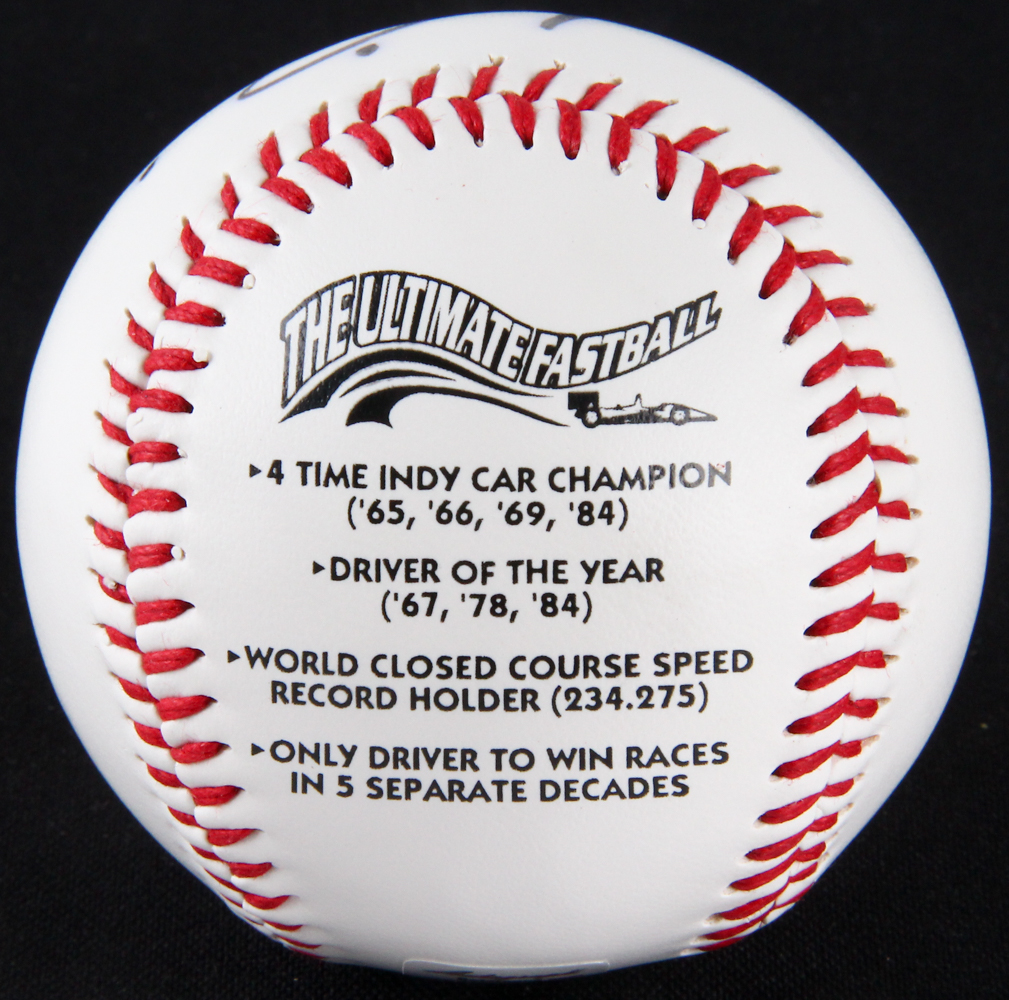 THE ULTIMATE FASTBALL
▸4 TIME INDY CAR CHAMPION
('65, '66, '69, '84)
▸DRIVER OF THE YEAR
('67, '78, '84)
▸WORLD CLOSED COURSE SPEED
RECORD HOLDER (234.275)
▸ONLY DRIVER TO WIN RACES
IN 5 SEPARATE DECADES